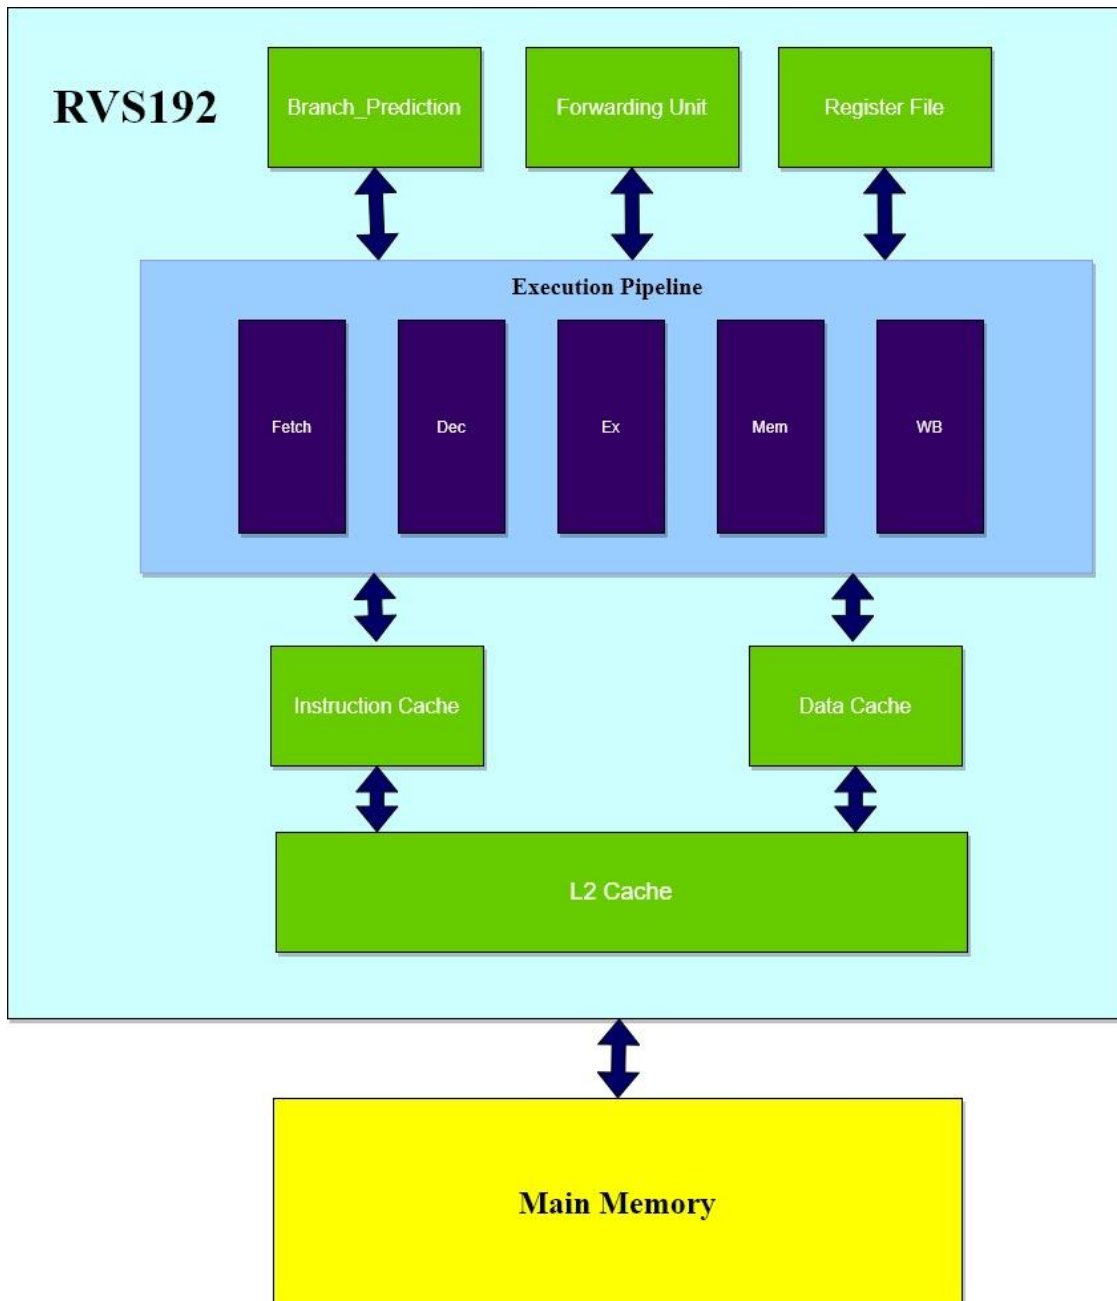 RVS192
Branch_Prediction
Forwarding Unit
Register File
Execution Pipeline
Fetch
Dec
Ex
Mem
WB
Instruction Cache
Data Cache
L2 Cache
Main Memory